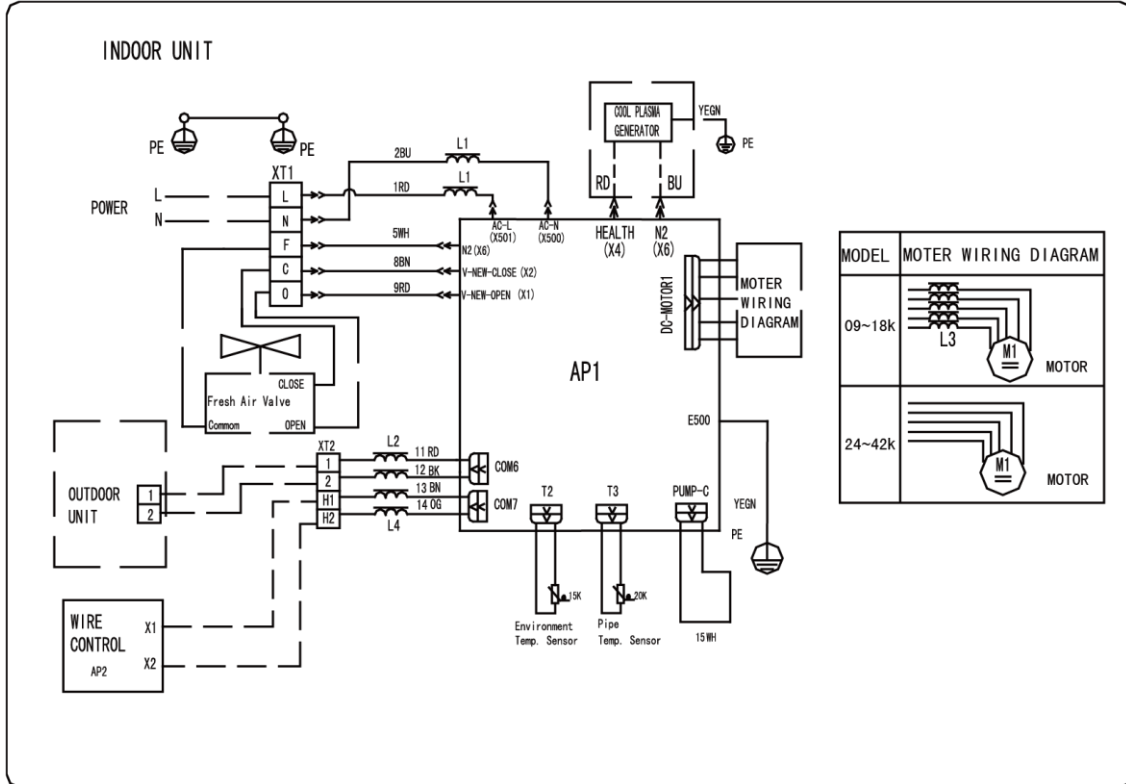 INDOOR UNIT
PE
PE
XT1
POWER
L
N
L
N
F
C
O
2BU
L1
1RD
L1
5WH
8BN
9RD
COOL PLASMA
GENERATOR
YEGN
PE
RD
BU
AC-L
(X501)
AC-N
(X500)
HEALTH
(X4)
N2
(X6)
N2(X6)
V-NEW-CLOSE (X2)
V-NEW-OPEN (X1)
DC-MOTOR1
MOTER
WIRING
DIAGRAM
AP1
E500
YEGN
PE
CLOSE
Fresh Air Valve
Commom
OPEN
OUTDOOR
UNIT
1
2
XT2
1
2
H1
H2
L2
11 RD
12 BK
13 BN
14 OG
L4
COM6
COM7
T2
T3
PUMP-C
15K
20K
Environment
Temp. Sensor
Pipe
Temp. Sensor
15WH
WIRE
CONTROL
AP2
X1
X2
MODEL
MOTER WIRING DIAGRAM
09~18k
L3
M1
MOTOR
24~42k
M1
MOTOR